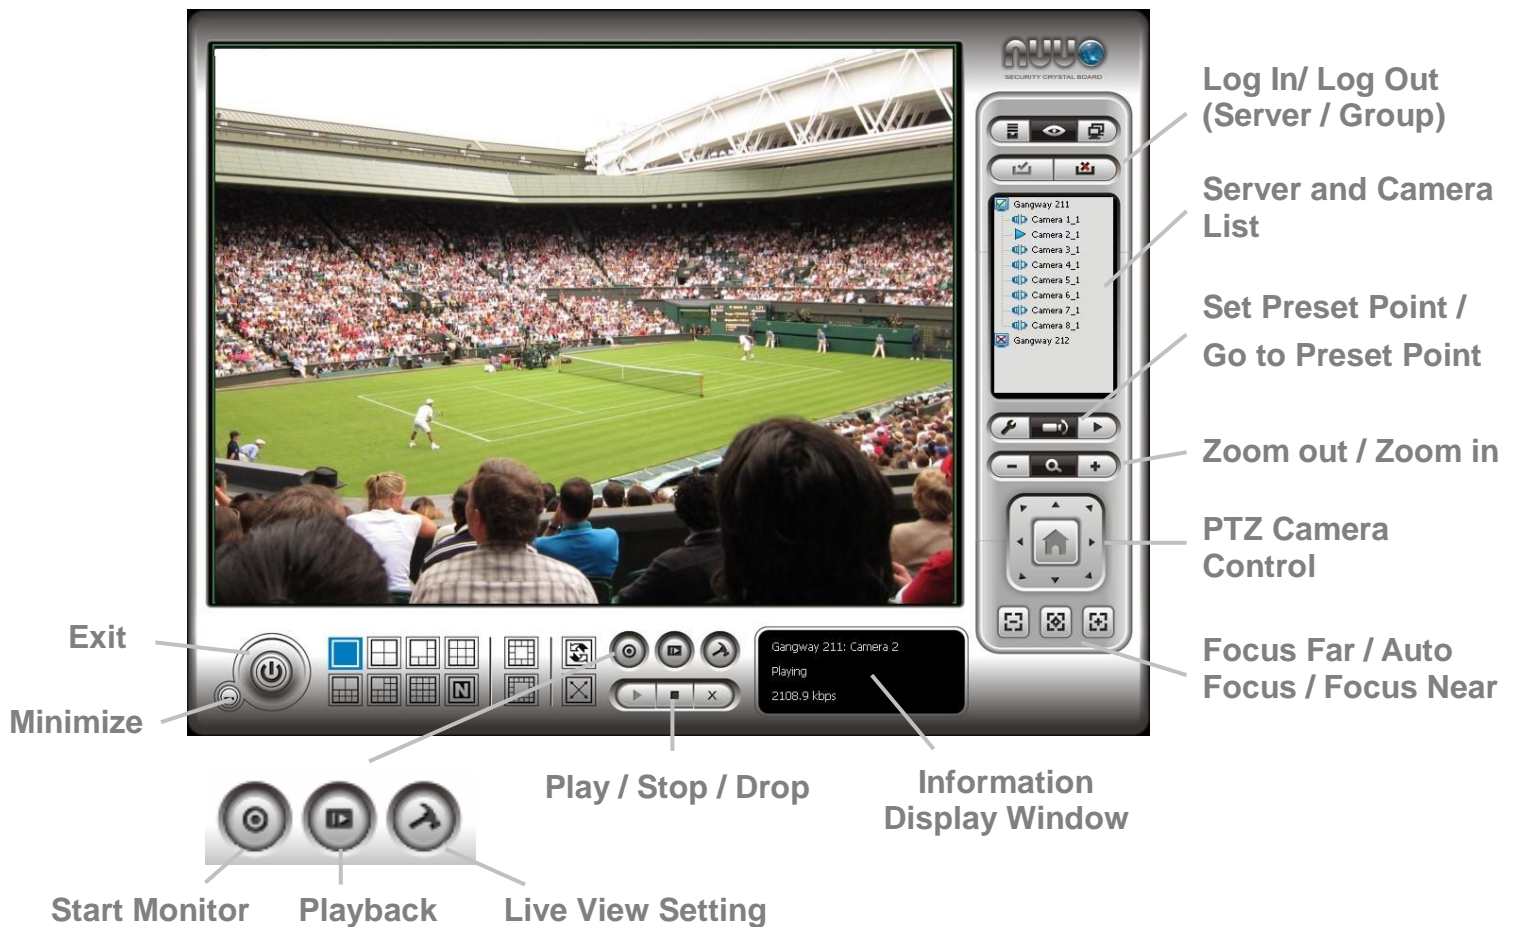 nuuo
SECURITY CRYSTAL BOARD
Log In/ Log Out
(Server / Group)
Gangway 211
Camera 1_1
Camera 2_1
Camera 3_1
Camera 4_1
Camera 5_1
Camera 6_1
Camera 7_1
Camera 8_1
Gangway 212
Server and Camera
List
Set Preset Point /
Go to Preset Point
Zoom out / Zoom in
PTZ Camera
Control
Focus Far / Auto
Focus / Focus Near
Exit
Minimize
N
X
Gangway 211: Camera 2
Playing
2108.9 kbps
Play / Stop / Drop
Information
Display Window
Start Monitor
Playback
Live View Setting